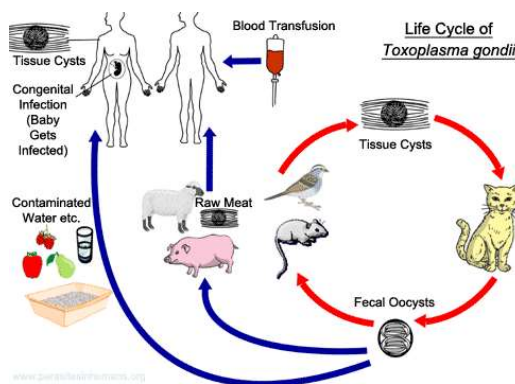 Life Cycle of
Toxoplasma gondii
Blood Transfusion
Tissue Cysts
Congenital
Infection
(Baby
Gets
Infected)
Tissue Cysts
Raw Meat
Contaminated
Water etc.
Fecal Oocysts
www.parasitesinhumans.org